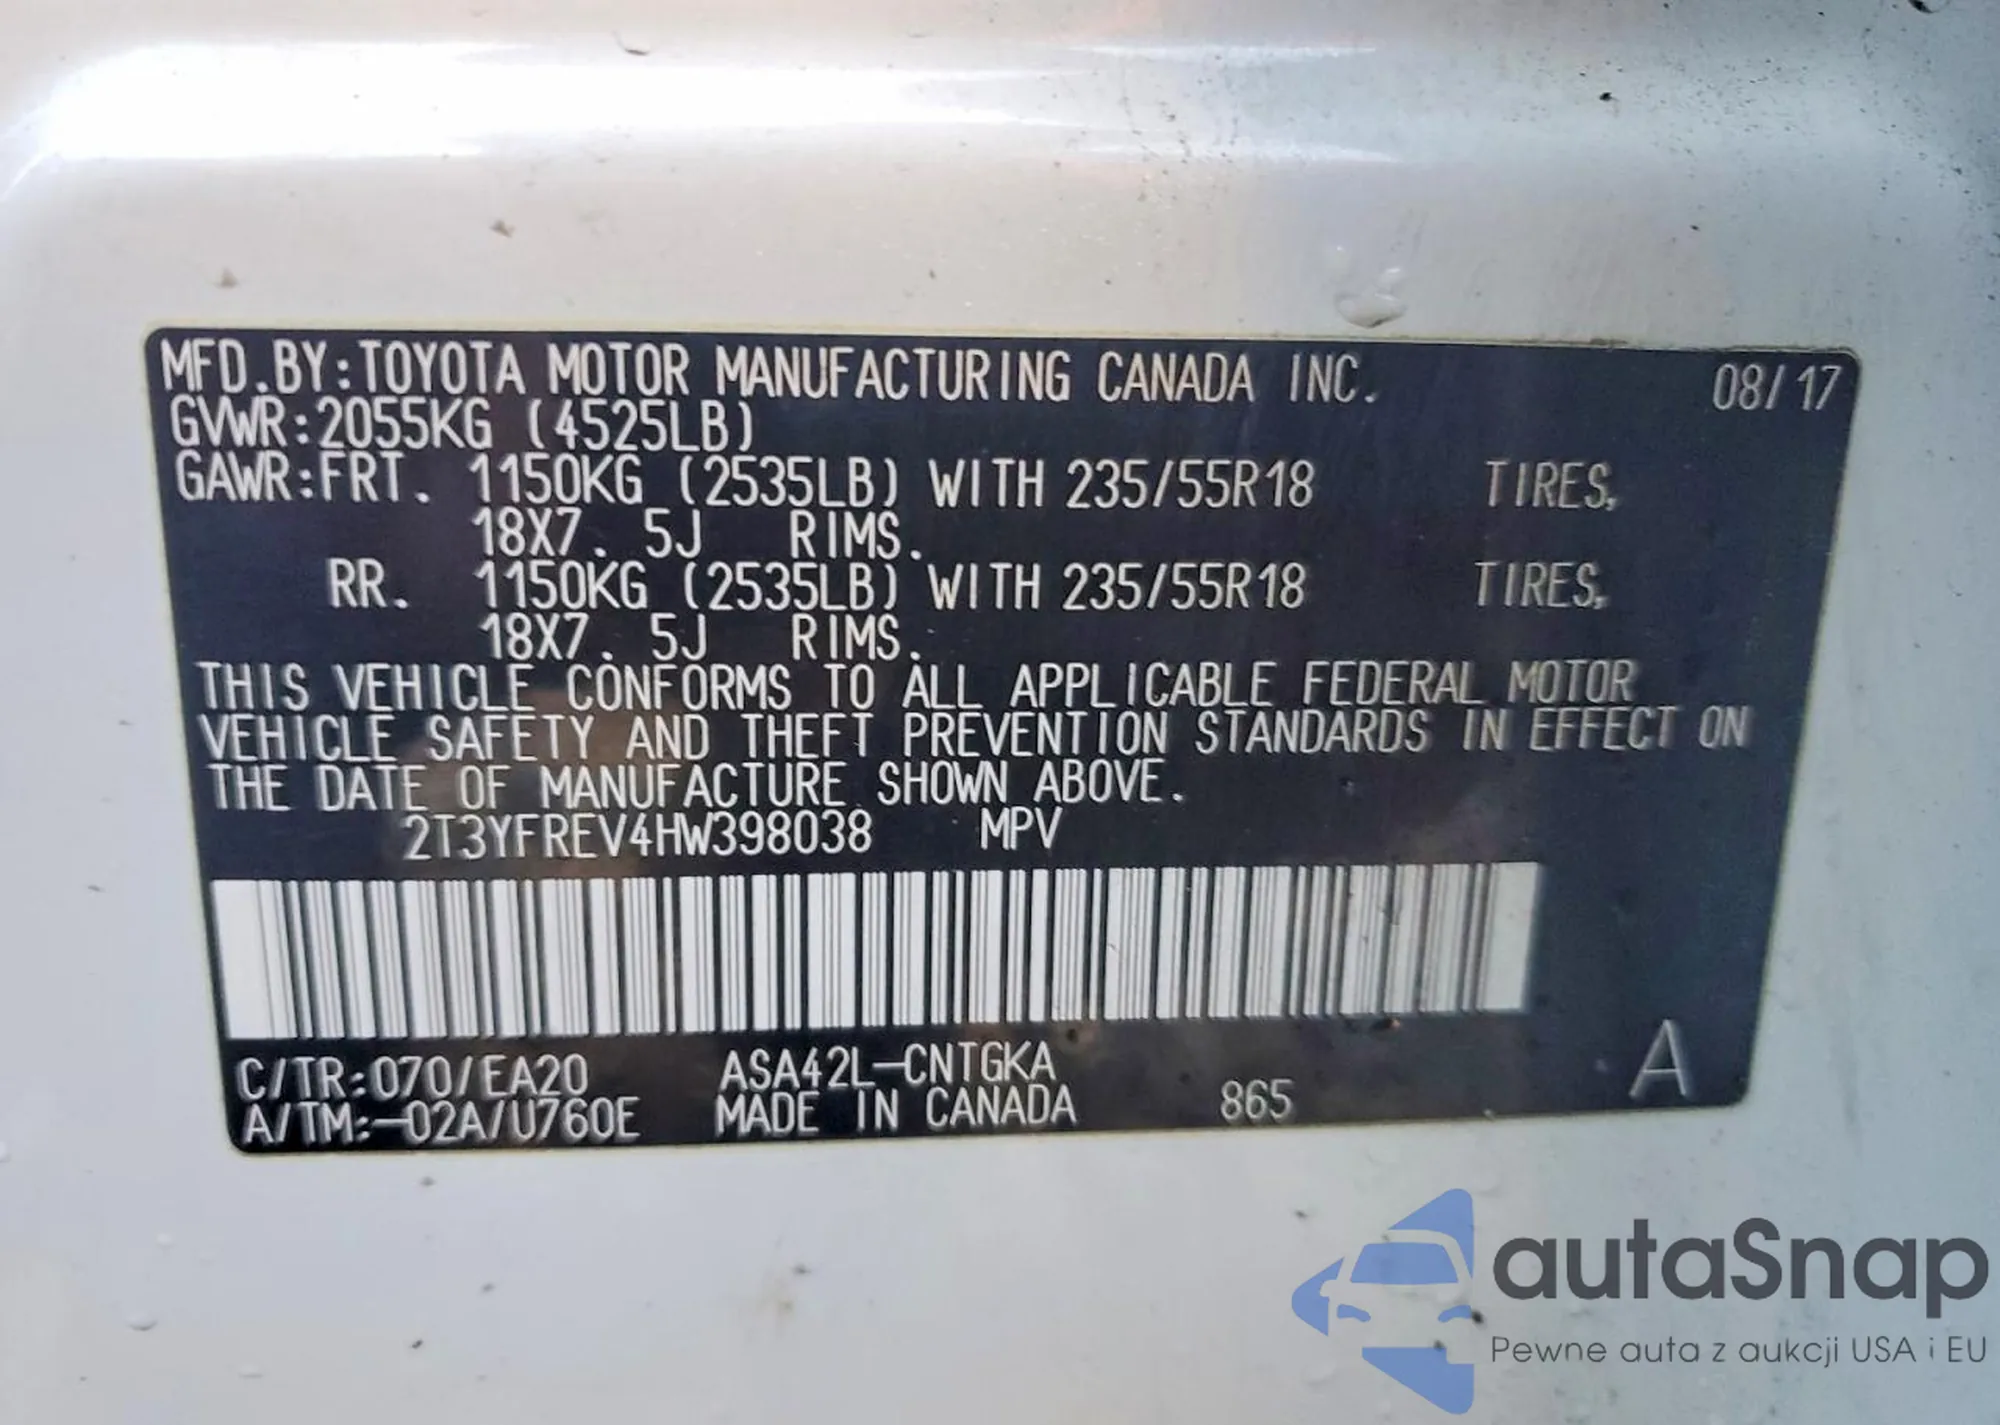 MFD.BY:TOYOTA MOTOR MANUFACTURING CANADA INC. 08/17
GVWR:2055KG (4525LB)
GAWR:FRT. 1150KG (2535LB) WITH 235/55R18 TIRES,
18X7. 5J RIMS.
RR. 1150KG (2535LB) WITH 235/55R18 TIRES,
18X7. 5J RIMS.
THIS VEHICLE CONFORMS TO ALL APPLICABLE FEDERAL MOTOR
VEHICLE SAFETY AND THEFT PREVENTION STANDARDS IN EFFECT ON
THE DATE OF MANUFACTURE SHOWN ABOVE.
2T3YFREV4HW398038 MPV
C/TR:070/EA20 ASA42L-CNTGKA A
A/TM:-02A/U760E MADE IN CANADA 865
autaSnap
Pewne auta z aukcji USA i EU